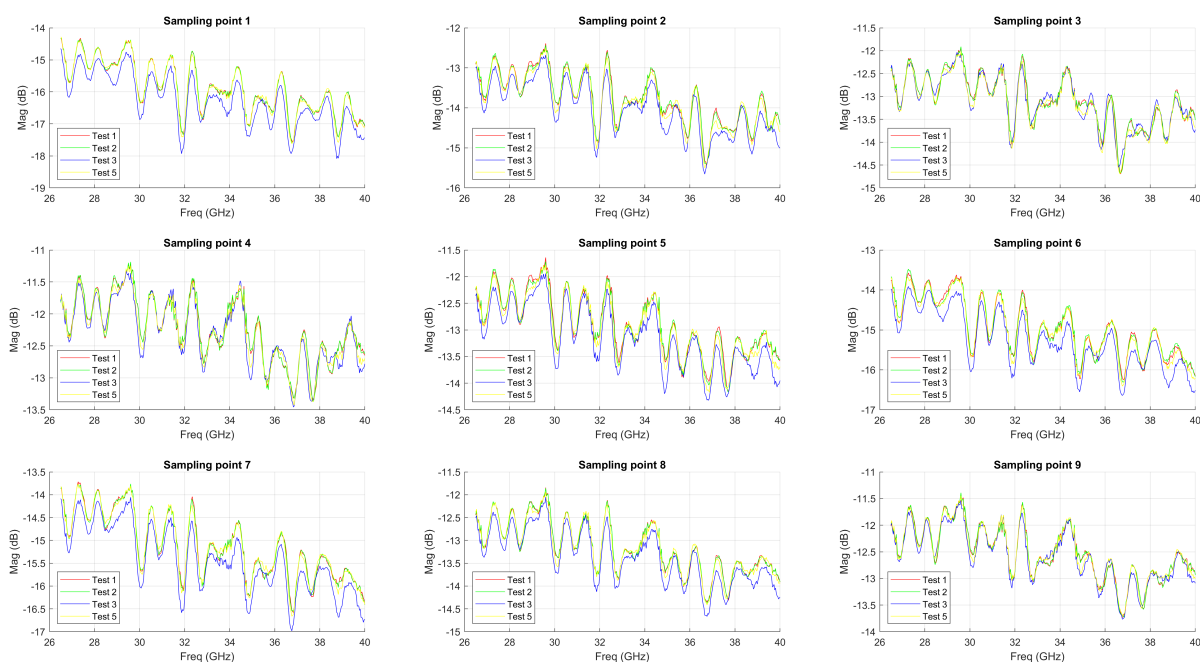 Sampling point 1
-14
-15
-16
-17
-18
-19
Mag (dB)
Test 1
Test 2
Test 3
Test 5
26 28 30 32 34 36 38 40
Freq (GHz)
Sampling point 2
-12
-13
-14
-15
-16
Mag (dB)
Test 1
Test 2
Test 3
Test 5
26 28 30 32 34 36 38 40
Freq (GHz)
Sampling point 3
-11.5
-12
-12.5
-13
-13.5
-14
-14.5
-15
Mag (dB)
Test 1
Test 2
Test 3
Test 5
26 28 30 32 34 36 38 40
Freq (GHz)
Sampling point 4
-11
-11.5
-12
-12.5
-13
-13.5
Mag (dB)
Test 1
Test 2
Test 3
Test 5
26 28 30 32 34 36 38 40
Freq (GHz)
Sampling point 5
-11.5
-12
-12.5
-13
-13.5
-14
-14.5
Mag (dB)
Test 1
Test 2
Test 3
Test 5
26 28 30 32 34 36 38 40
Freq (GHz)
Sampling point 6
-13
-14
-15
-16
-17
Mag (dB)
Test 1
Test 2
Test 3
Test 5
26 28 30 32 34 36 38 40
Freq (GHz)
Sampling point 7
-13.5
-14
-14.5
-15
-15.5
-16
-16.5
-17
Mag (dB)
Test 1
Test 2
Test 3
Test 5
26 28 30 32 34 36 38 40
Freq (GHz)
Sampling point 8
-11.5
-12
-12.5
-13
-13.5
-14
-14.5
-15
Mag (dB)
Test 1
Test 2
Test 3
Test 5
26 28 30 32 34 36 38 40
Freq (GHz)
Sampling point 9
-11
-11.5
-12
-12.5
-13
-13.5
-14
Mag (dB)
Test 1
Test 2
Test 3
Test 5
26 28 30 32 34 36 38 40
Freq (GHz)